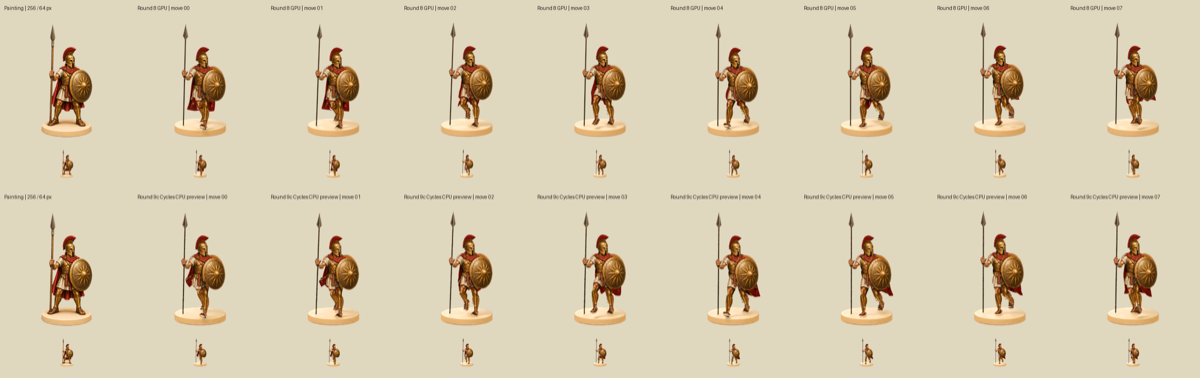 Painting | 256 / 64 px
Round 8 GPU | move 00
Round 8 GPU | move 01
Round 8 GPU | move 02
Round 8 GPU | move 03
Round 8 GPU | move 04
Round 8 GPU | move 05
Round 8 GPU | move 06
Round 8 GPU | move 07
Painting | 256 / 64 px
Round 9c Cycles CPU preview | move 00
Round 9c Cycles CPU preview | move 01
Round 9c Cycles CPU preview | move 02
Round 9c Cycles CPU preview | move 03
Round 9c Cycles CPU preview | move 04
Round 9c Cycles CPU preview | move 05
Round 9c Cycles CPU preview | move 06
Round 9c Cycles CPU preview | move 07